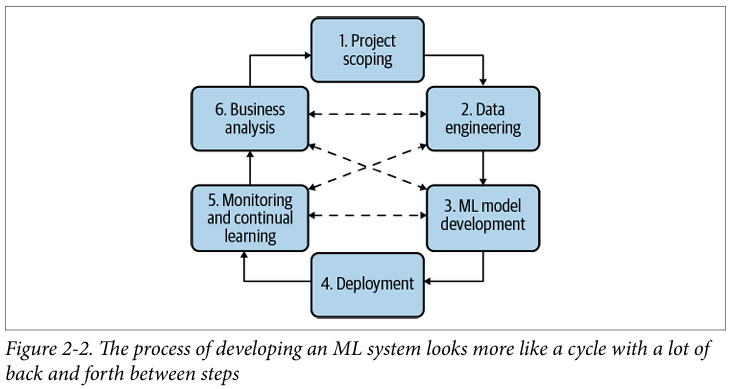 1. Project
scoping
6. Business
analysis
2. Data
engineering
5. Monitoring
and continual
learning
3. ML model
development
4. Deployment
Figure 2-2. The process of developing an ML system looks more like a cycle with a lot of
back and forth between steps